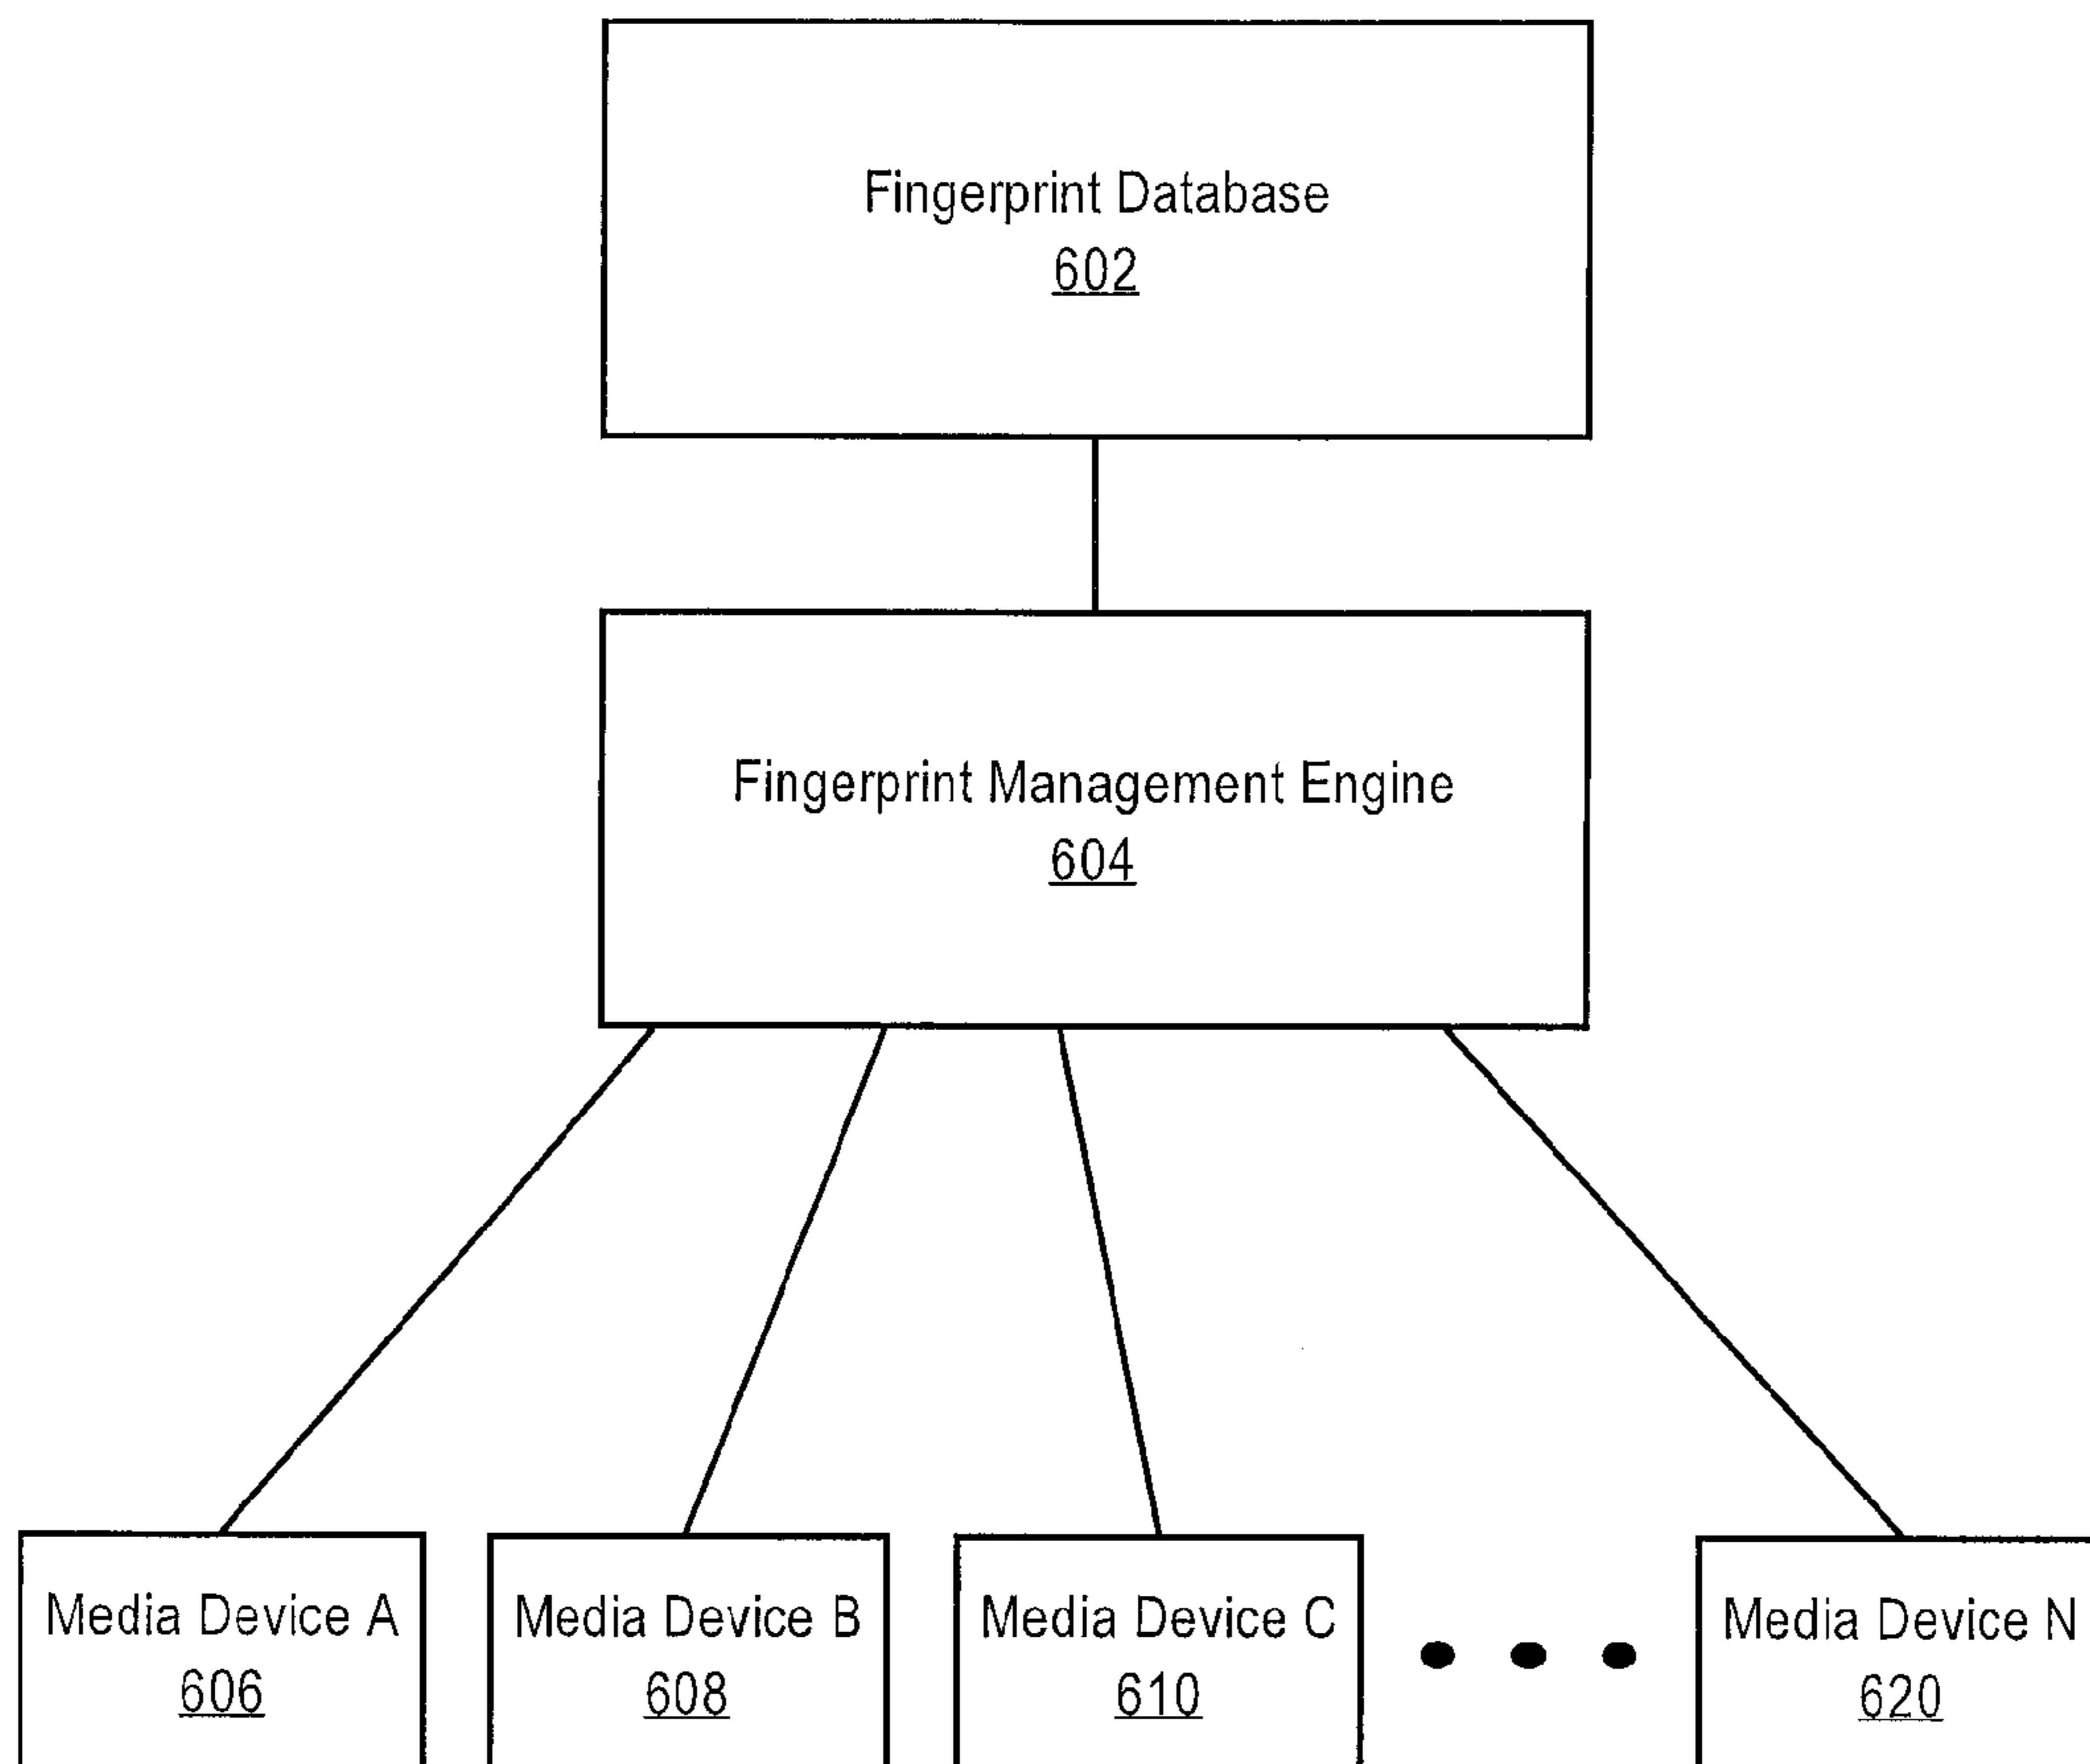 Fingerprint Database
602
Fingerprint Management Engine
604
Media Device A
606
Media Device B
608
Media Device C
610
Media Device N
620